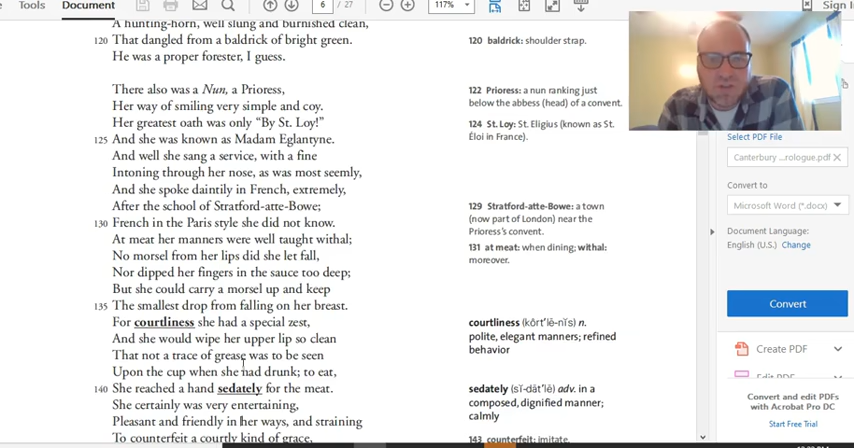 Tools
Document
6 / 27
117%
Sign In
A hunting-horn, well slung and burnished clean,
120 That dangled from a baldrick of bright green.
He was a proper forester, I guess.
There also was a Nun, a Prioress,
Her way of smiling very simple and coy.
Her greatest oath was only “By St. Loy!”
125 And she was known as Madam Eglantyne.
And well she sang a service, with a fine
Intoning through her nose, as was most seemly,
And she spoke daintily in French, extremely,
After the school of Stratford-atte-Bowe;
130 French in the Paris style she did not know.
At meat her manners were well taught withal;
No morsel from her lips did she let fall,
Nor dipped her fingers in the sauce too deep;
But she could carry a morsel up and keep
135 The smallest drop from falling on her breast.
For courtliness she had a special zest,
And she would wipe her upper lip so clean
That not a trace of grease was to be seen
Upon the cup when she had drunk; to eat,
140 She reached a hand sedately for the meat.
She certainly was very entertaining,
Pleasant and friendly in her ways, and straining
To counterfeit a courtly kind of grace,
120 baldrick: shoulder strap.
122 Prioress: a nun ranking just
below the abbess (head) of a convent.
124 St. Loy: St. Eligius (known as St.
Éloi in France).
129 Stratford-atte-Bowe: a town
(now part of London) near the
Prioress’s convent.
131 at meat: when dining; withal:
moreover.
courtliness (kôrt′lē-nĭs) n.
polite, elegant manners; refined
behavior
sedately (sĭ-dāt′lē) adv. in a
composed, dignified manner;
calmly
143 counterfeit: imitate.
Select PDF File
Canterbury ...rologue.pdf
Convert to
Microsoft Word (*.docx)
Document Language:
English (U.S.) Change
Convert
Create PDF
Edit PDF
Convert and edit PDFs
with Acrobat Pro DC
Start Free Trial